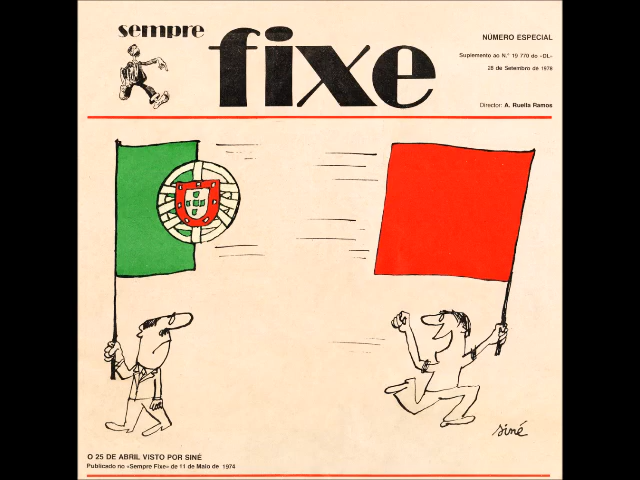 sempre
fixe
NÚMERO ESPECIAL
Suplemento ao N.º 19 770 do «DL»
28 de Setembro de 1978
Director: A. Ruella Ramos
siné
O 25 DE ABRIL VISTO POR SINÉ
Publicado no «Sempre Fixe» de 11 de Maio de 1974